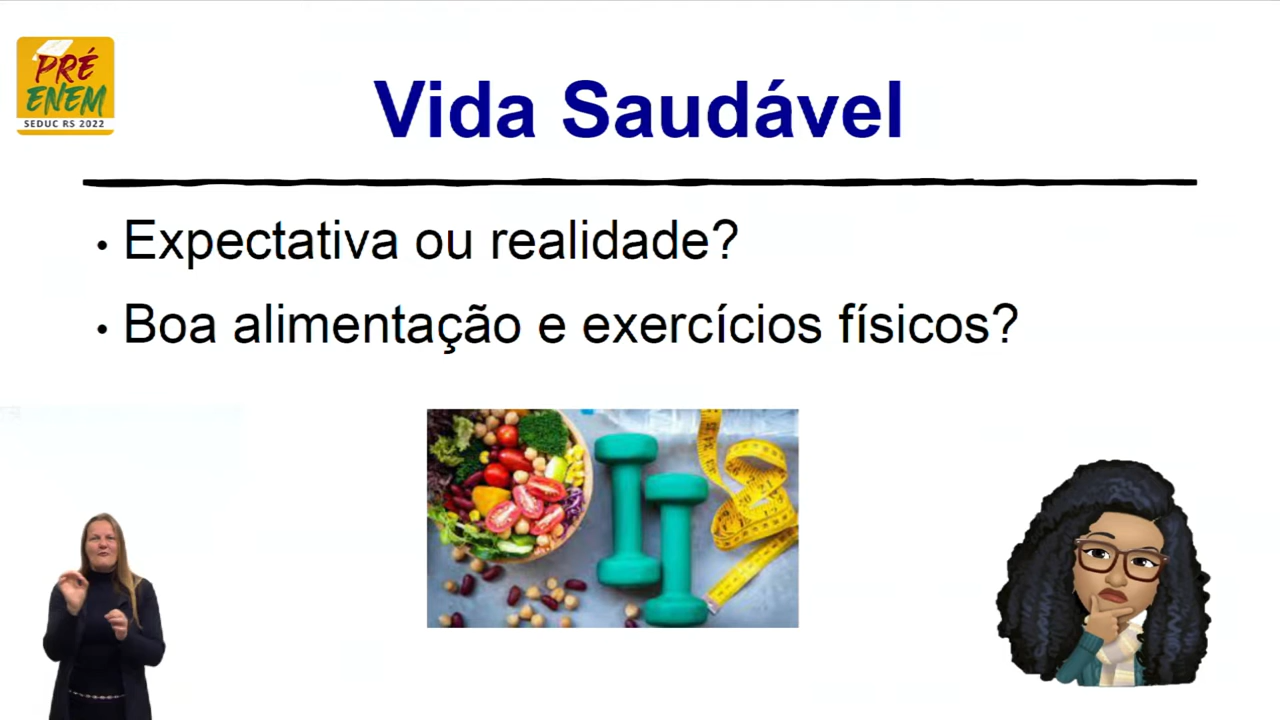 PRÉ
ENEM
SEDUC RS 2022
Vida Saudável
• Expectativa ou realidade?
• Boa alimentação e exercícios físicos?